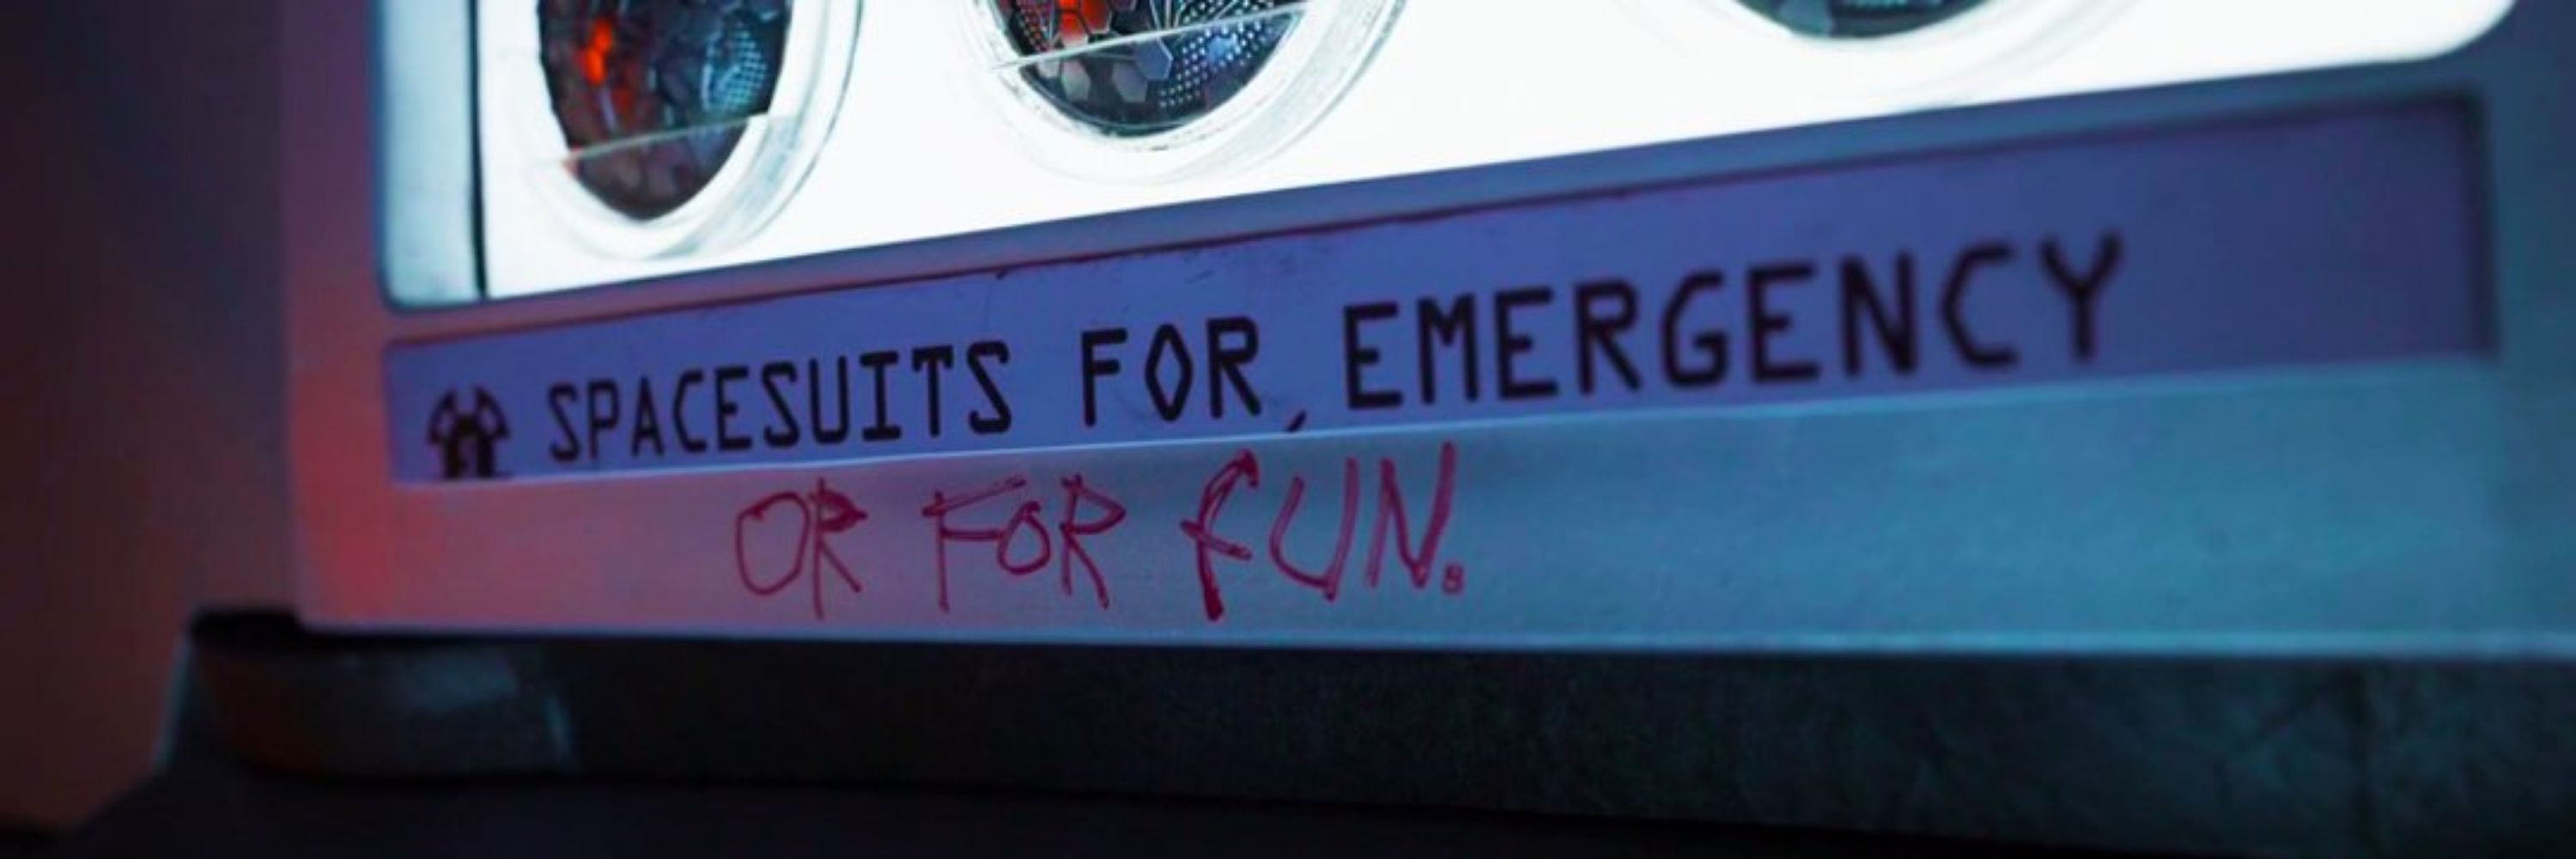 SPACESUITS FOR EMERGENCY
OR FOR FUN.